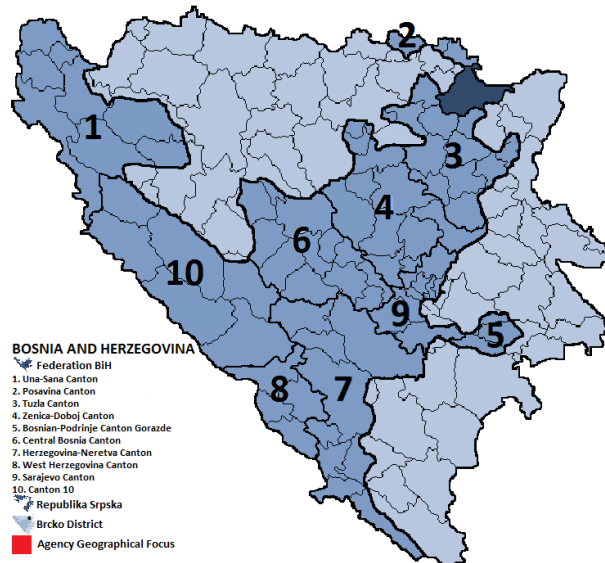 2
1
3
4
6
10
9
5
8
7
BOSNIA AND HERZEGOVINA
Federation BiH
1. Una-Sana Canton
2. Posavina Canton
3. Tuzla Canton
4. Zenica-Doboj Canton
5. Bosnian-Podrinje Canton Gorazde
6. Central Bosnia Canton
7. Herzegovina-Neretva Canton
8. West Herzegovina Canton
9. Sarajevo Canton
10. Canton 10
Republika Srpska
Brcko District
Agency Geographical Focus